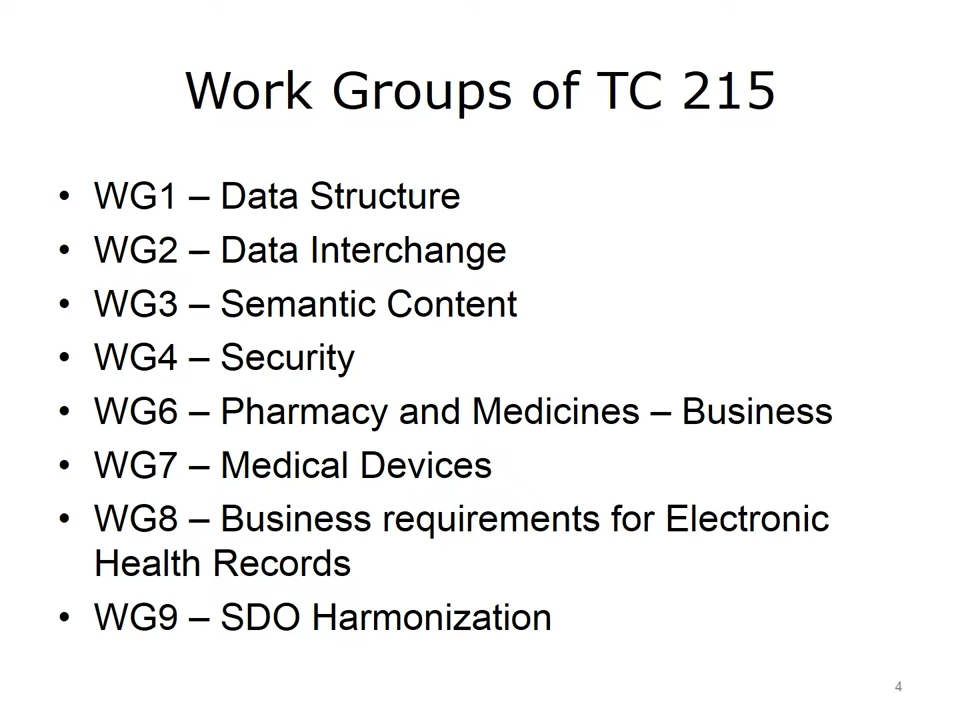 Work Groups of TC 215
• WG1 – Data Structure
• WG2 – Data Interchange
• WG3 – Semantic Content
• WG4 – Security
• WG6 – Pharmacy and Medicines – Business
• WG7 – Medical Devices
• WG8 – Business requirements for Electronic
Health Records
• WG9 – SDO Harmonization
4